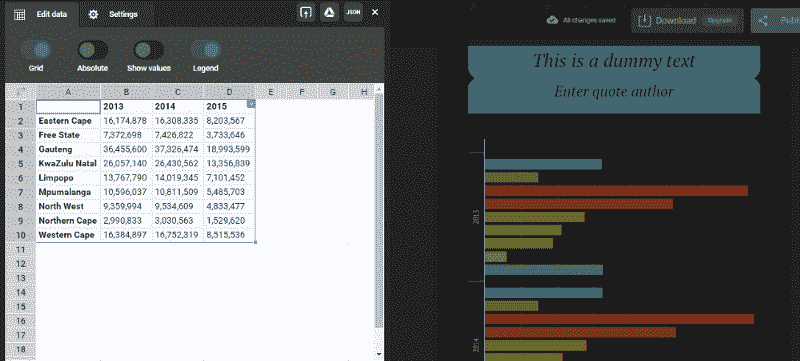 Edit data Settings JSON ×
All changes saved Download Upgrade
Grid Absolute Show values Legend
This is a dummy text
Enter quote author
A B C D E F G H
1 2013 2014 2015
2 Eastern Cape 16,174,878 16,308,335 8,203,567
3 Free State 7,372,698 7,426,822 3,733,646
4 Gauteng 36,455,600 37,326,474 18,993,599
5 KwaZulu Natal 26,057,140 26,430,562 13,356,839
6 Limpopo 13,767,790 14,019,345 7,101,452
7 Mpumalanga 10,596,037 10,811,509 5,485,703
8 North West 9,359,994 9,534,609 4,833,477
9 Northern Cape 2,990,833 3,030,563 1,529,620
10 Western Cape 16,384,897 16,752,319 8,515,536
11
12
13
14
15
16
17
18
2013
2014